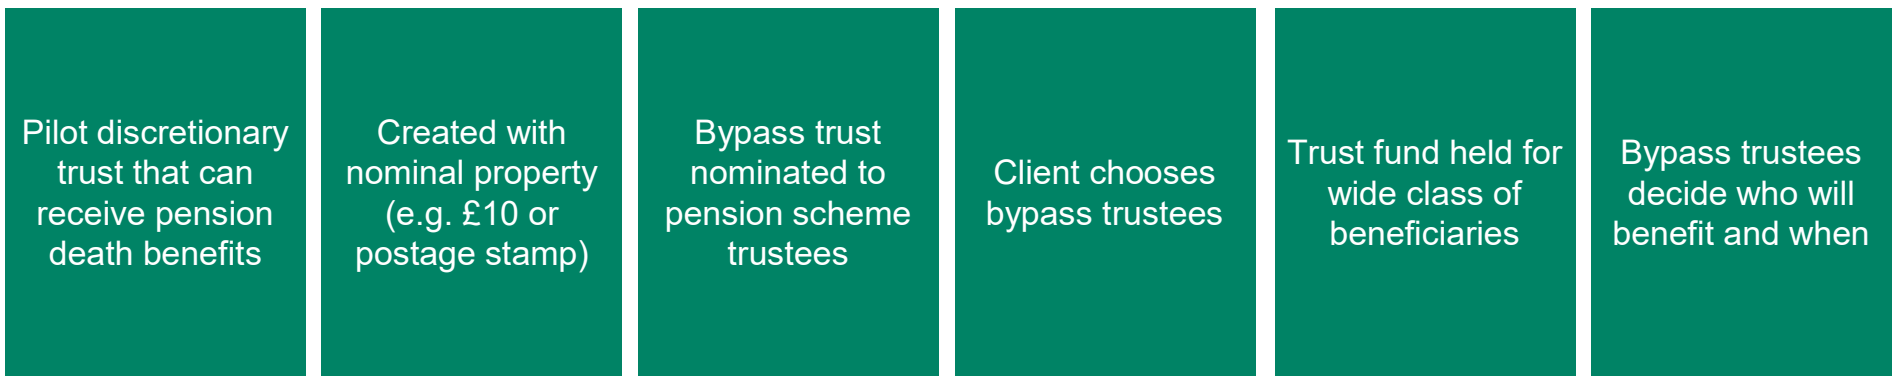 Pilot discretionary
trust that can
receive pension
death benefits
Created with
nominal property
(e.g. £10 or
postage stamp)
Bypass trust
nominated to
pension scheme
trustees
Client chooses
bypass trustees
Trust fund held for
wide class of
beneficiaries
Bypass trustees
decide who will
benefit and when